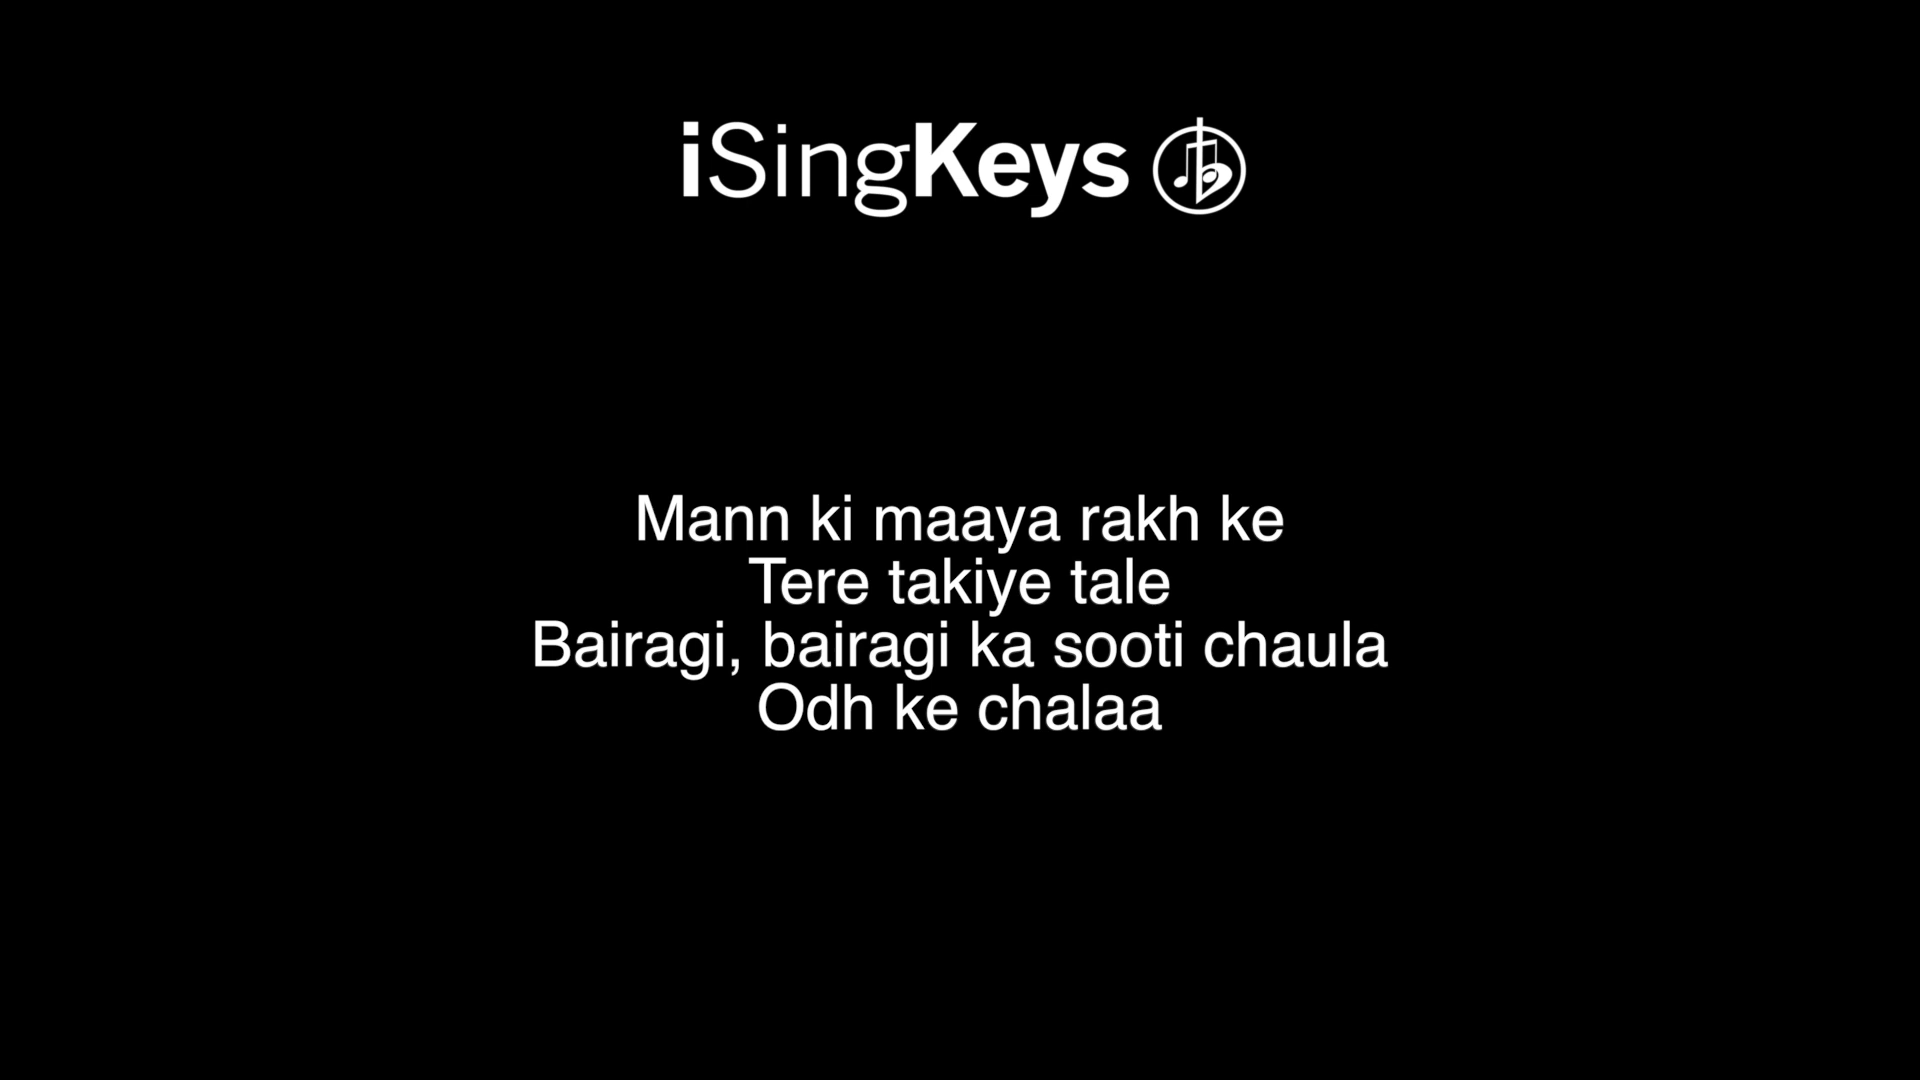 iSingKeys
Mann ki maaya rakh ke
Tere takiye tale
Bairagi, bairagi ka sooti chaula
Odh ke chalaa